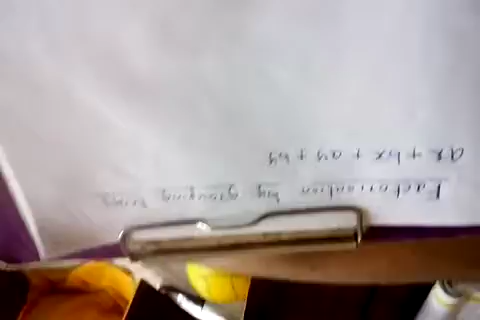 Factorisation by grouping
ax + bx + ay + by